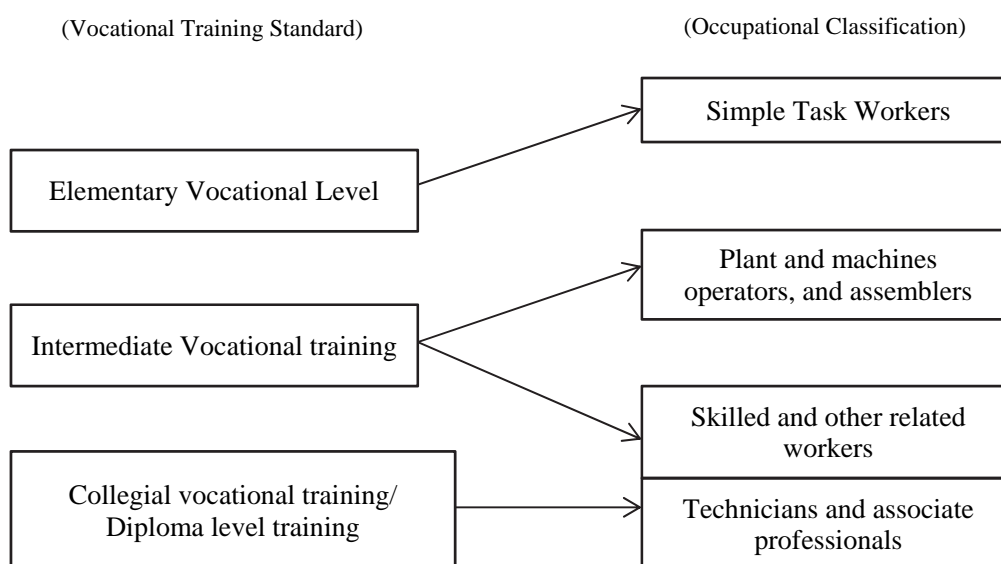 (Vocational Training Standard)
(Occupational Classification)
Simple Task Workers
Elementary Vocational Level
Plant and machines
operators, and assemblers
Intermediate Vocational training
Skilled and other related
workers
Collegial vocational training/
Diploma level training
Technicians and associate
professionals